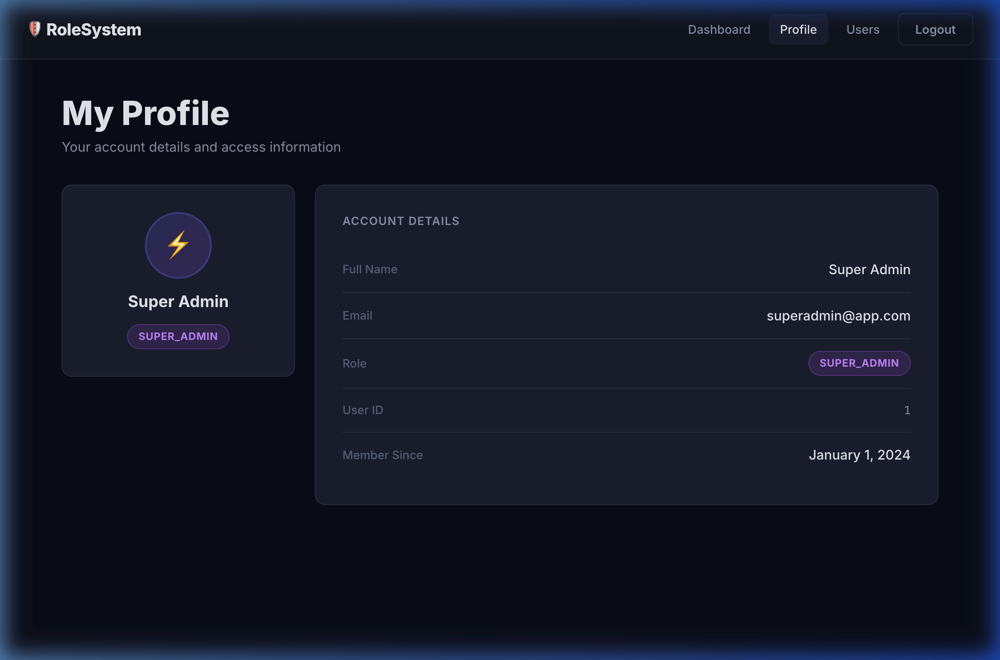 RoleSystem
Dashboard
Profile
Users
Logout
My Profile
Your account details and access information
Super Admin
SUPER_ADMIN
ACCOUNT DETAILS
Full Name
Super Admin
Email
superadmin@app.com
Role
SUPER_ADMIN
User ID
1
Member Since
January 1, 2024